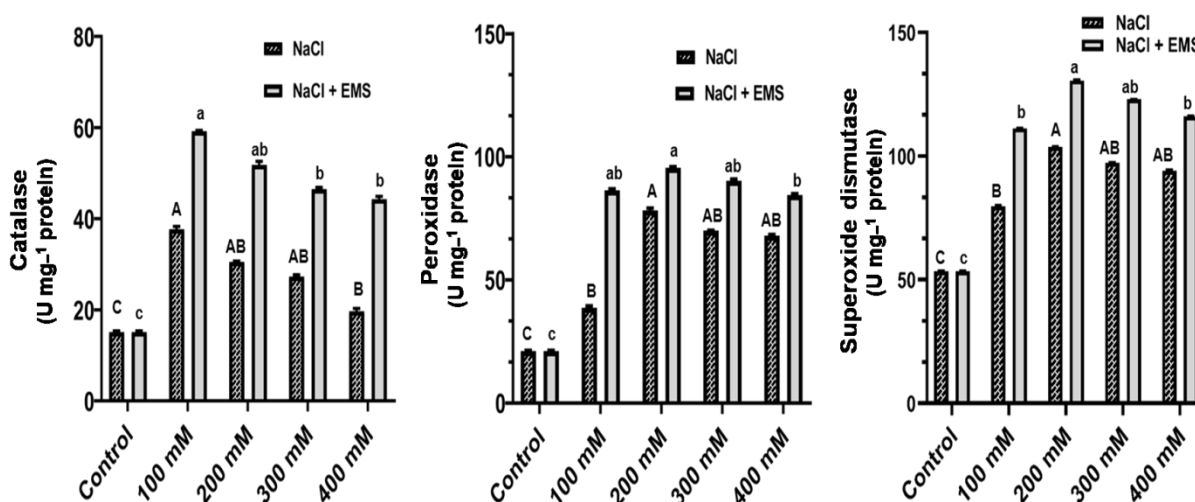 Catalase
(U mg–1 protein)
80
60
40
20
0
NaCl
NaCl + EMS
C
c
A
a
AB
ab
AB
b
B
b
Control
100 mM
200 mM
300 mM
400 mM
Peroxidase
(U mg–1 protein)
150
100
50
0
NaCl
NaCl + EMS
C
c
B
ab
A
a
AB
ab
AB
b
Control
100 mM
200 mM
300 mM
400 mM
Superoxide dismutase
(U mg–1 protein)
150
100
50
0
NaCl
NaCl + EMS
C
c
B
b
A
a
AB
ab
AB
b
Control
100 mM
200 mM
300 mM
400 mM